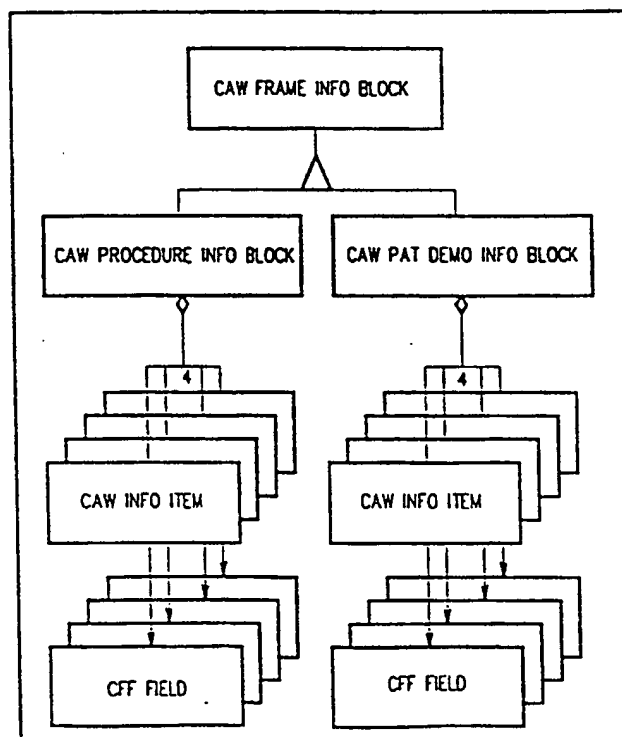 CAW FRAME INFO BLOCK
CAW PROCEDURE INFO BLOCK
CAW PAT DEMO INFO BLOCK
4
4
CAW INFO ITEM
CAW INFO ITEM
CFF FIELD
CFF FIELD